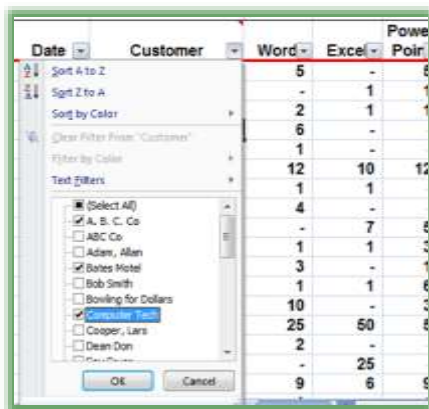 Powe
Date Customer Word Excel Poin
Sort A to Z 5 -
Sort Z to A - 1
Sort by Color 2 1
Clear Filter From "Customer" 6 -
Filter by Color 1 -
Text Filters 12 10 12
1 1
(Select All) 4 -
A. B. C. Co - 7
ABC Co 1 1
Adam, Allan
Bates Motel 3 -
Bob Smith 1 1
Bowling for Dollars 10 -
Computer Tech 25 50
Cooper, Lars 2 -
Dean Don - 25
OK Cancel 9 6